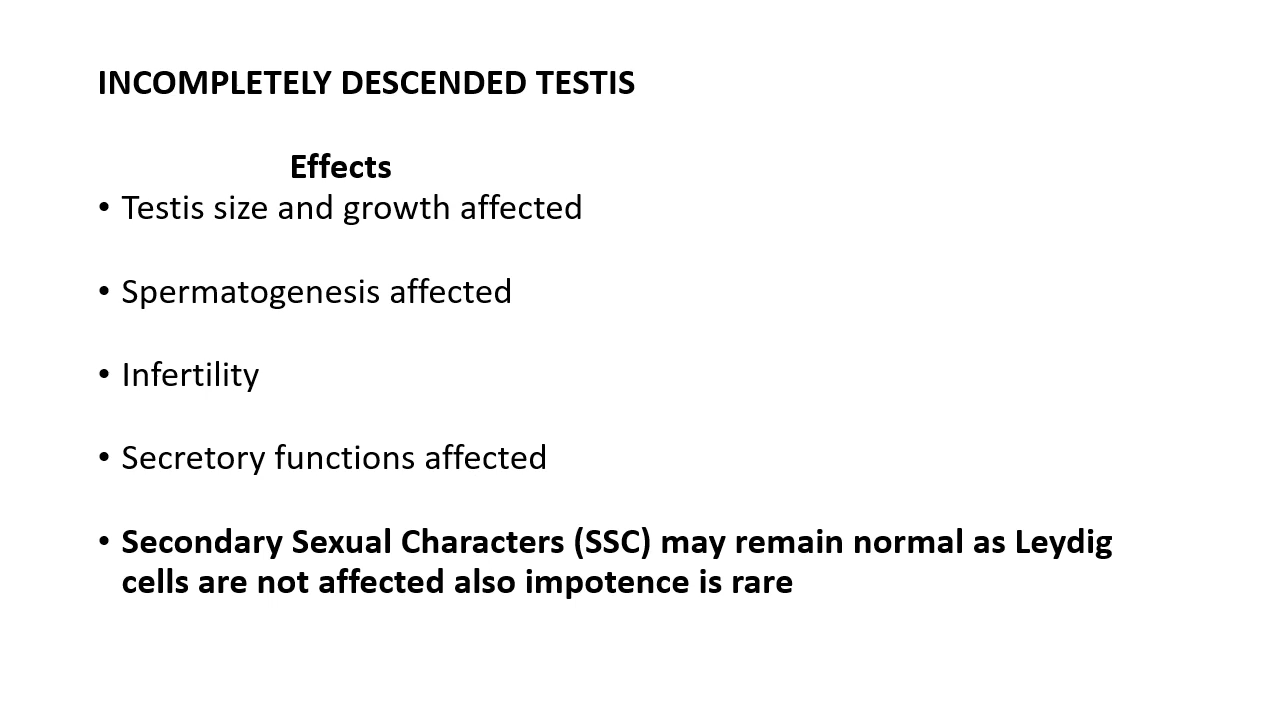 INCOMPLETELY DESCENDED TESTIS
Effects
• Testis size and growth affected
• Spermatogenesis affected
• Infertility
• Secretory functions affected
• Secondary Sexual Characters (SSC) may remain normal as Leydig
cells are not affected also impotence is rare